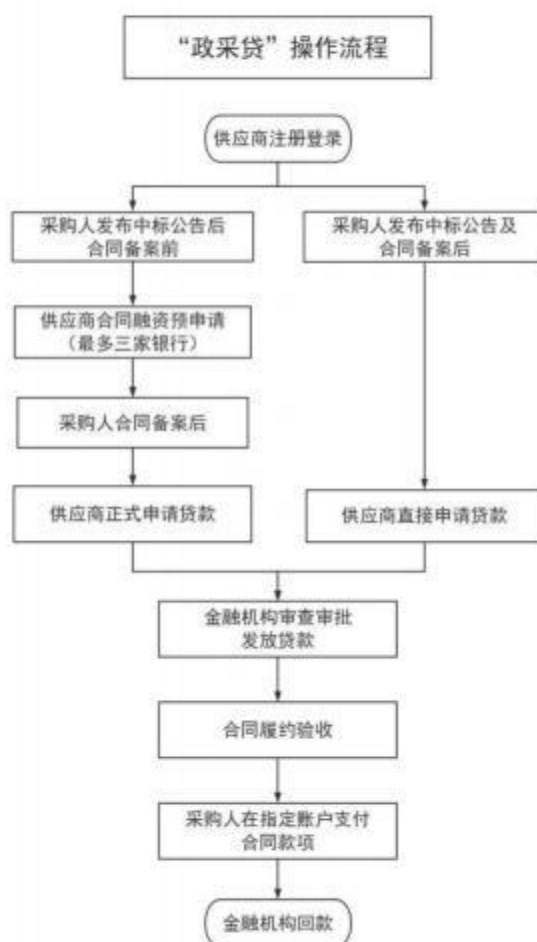 “政采贷”操作流程
供应商注册登录
采购人发布中标公告后
合同备案前
采购人发布中标公告及
合同备案后
供应商合同融资预申请
（最多三家银行）
采购人合同备案后
供应商正式申请贷款
供应商直接申请贷款
金融机构审查审批
发放贷款
合同履约验收
采购人在指定账户支付
合同款项
金融机构回款